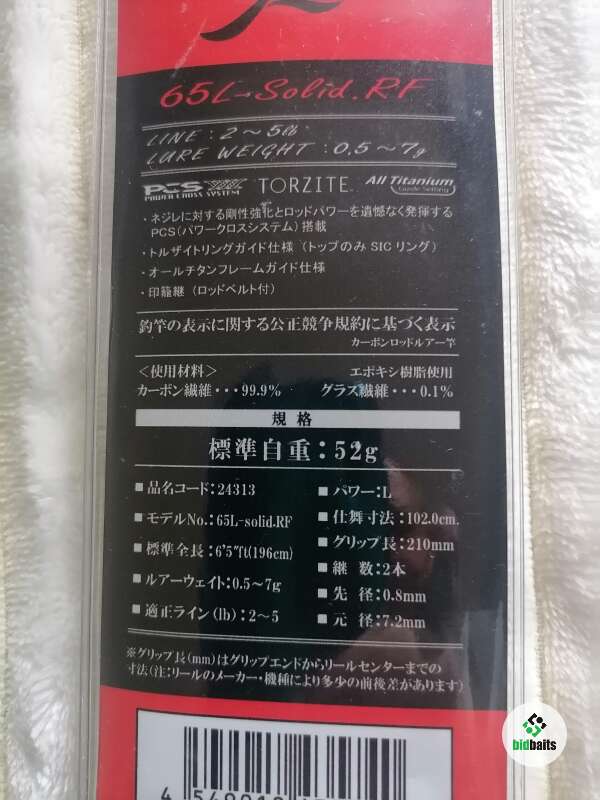 65L-Solid.RF
LINE : 2～5lb
LURE WEIGHT : 0.5～7g
PCS POWER CROSS SYSTEM TORZITE All Titanium Guide Setting
・ネジレに対する剛性強化とロッドパワーを遺憾なく発揮する
PCS(パワークロスシステム)搭載
・トルザイトリングガイド仕様(トップのみSICリング)
・オールチタンフレームガイド仕様
・印籠継(ロッドベルト付)
釣竿の表示に関する公正競争規約に基づく表示
カーボンロッドルアー竿
＜使用材料＞ エポキシ樹脂使用
カーボン繊維・・・99.9% グラス繊維・・・0.1%
規格
標準自重：52g
■品名コード：24313 ■パワー：L
■モデルNo.：65L-solid.RF ■仕舞寸法：102.0cm
■標準全長：6'5"ft(196cm) ■グリップ長：210mm
■ルアーウェイト：0.5～7g ■継数：2本
■適正ライン(lb)：2～5 ■先径：0.8mm
■元径：7.2mm
※グリップ長(mm)はグリップエンドからリールセンターまでの
寸法(注：リールのメーカー・機種により多少の前後差があります)
bidbaits